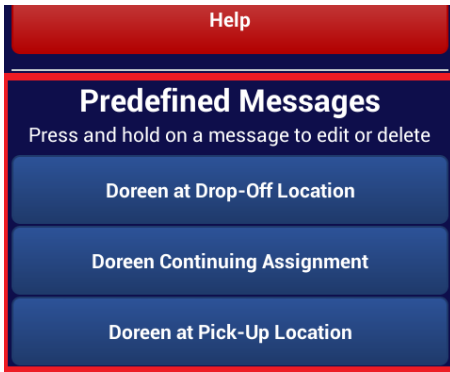 Help
Predefined Messages
Press and hold on a message to edit or delete
Doreen at Drop-Off Location
Doreen Continuing Assignment
Doreen at Pick-Up Location